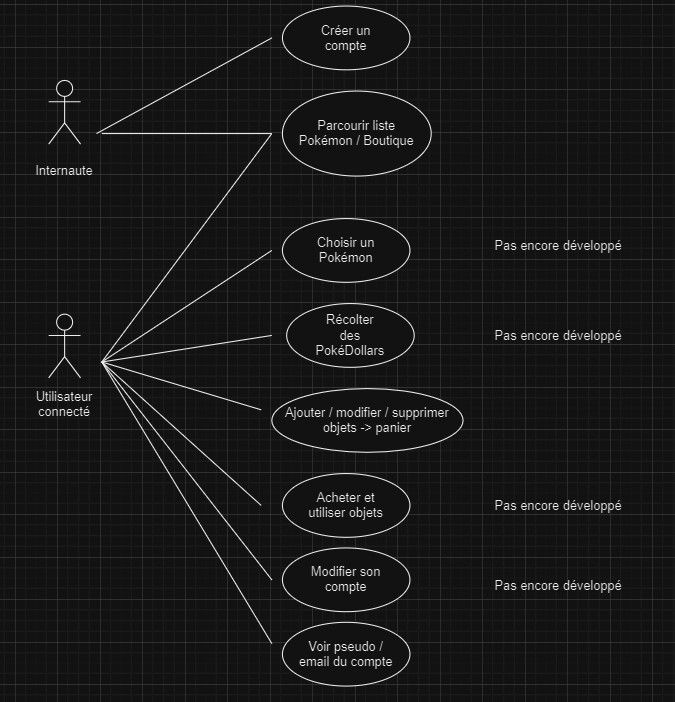 Créer un
compte
Parcourir liste
Pokémon / Boutique
Internaute
Choisir un
Pokémon
Pas encore développé
Récolter
des
PokéDollars
Pas encore développé
Utilisateur
connecté
Ajouter / modifier / supprimer
objets -> panier
Acheter et
utiliser objets
Pas encore développé
Modifier son
compte
Pas encore développé
Voir pseudo /
email du compte